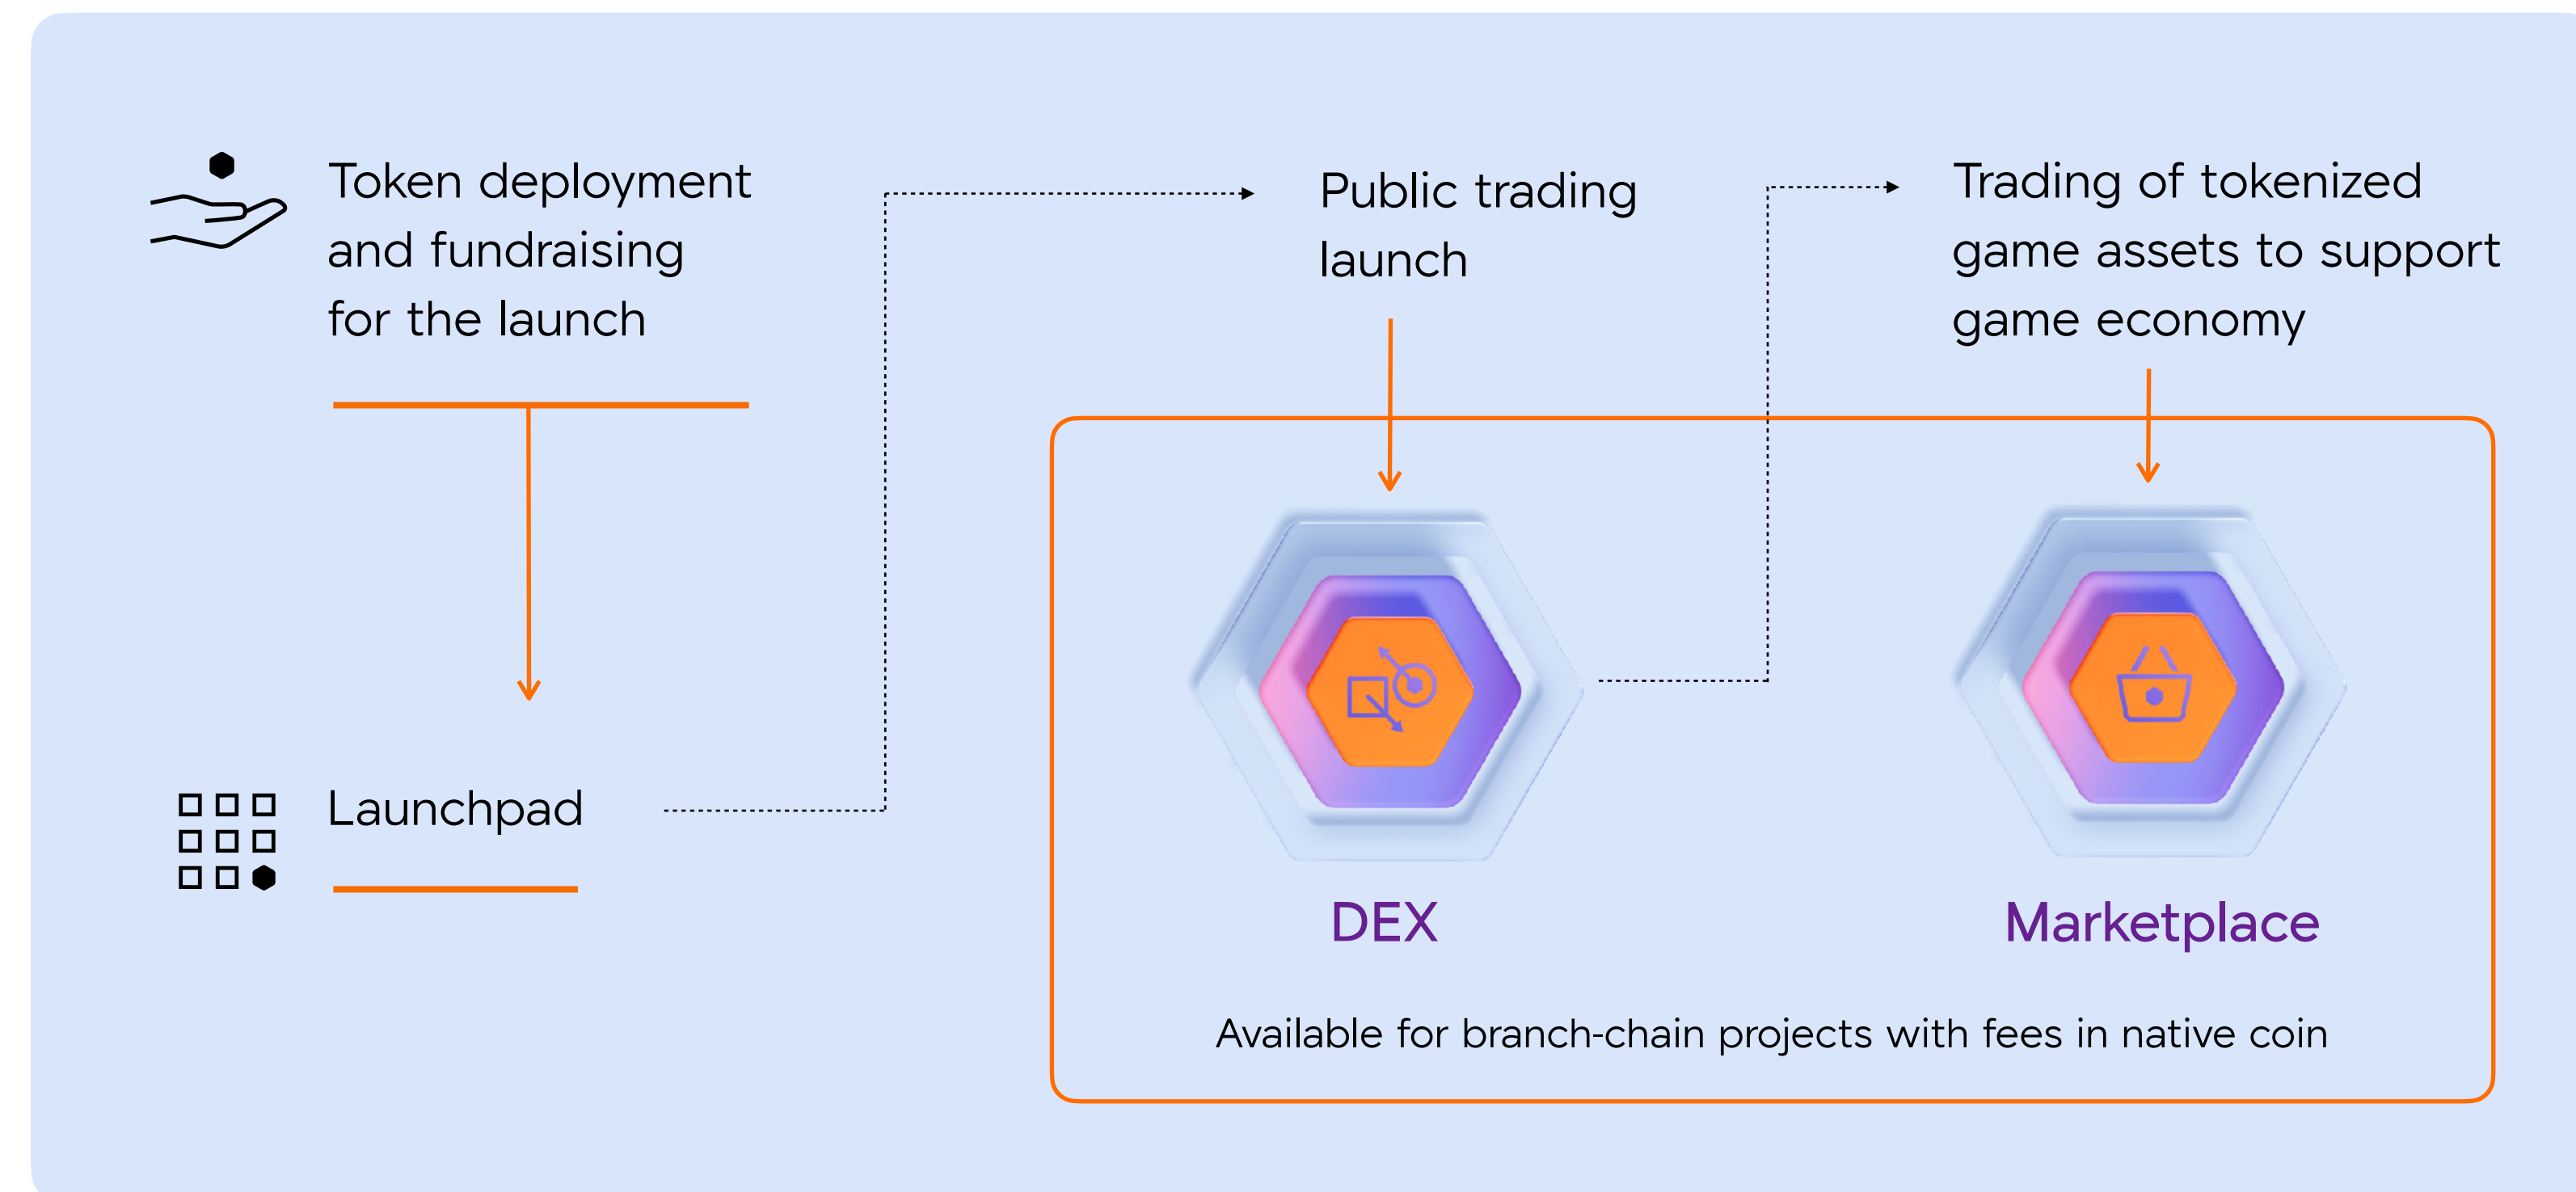 Token deployment
and fundraising
for the launch
Launchpad
Public trading
launch
Trading of tokenized
game assets to support
game economy
DEX
Marketplace
Available for branch-chain projects with fees in native coin